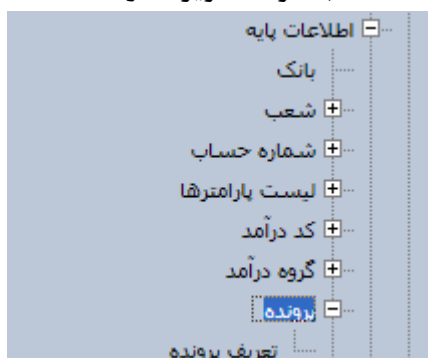 اطلاعات پایه
بانک
شعب
شماره حساب
لیست پارامترها
کد درآمد
گروه درآمد
پرونده
تعریف پرونده